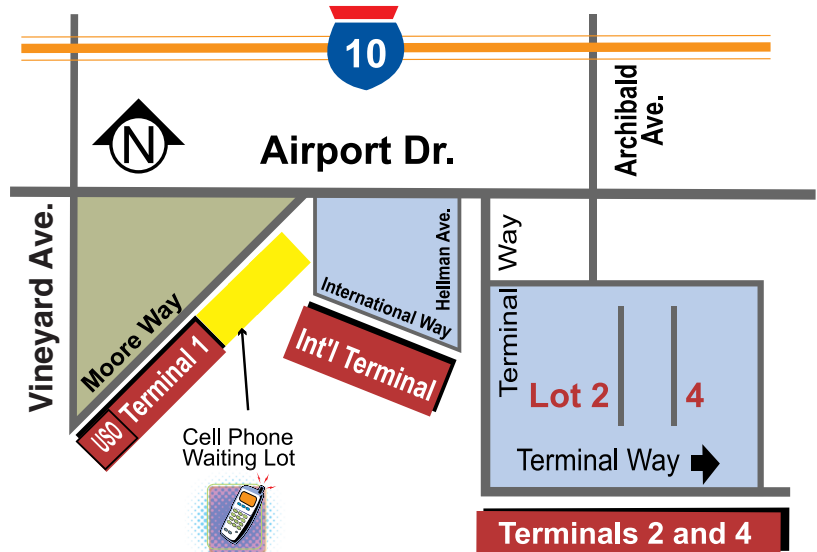 10
N
Airport Dr.
Archibald
Ave.
Vineyard Ave.
Moore Way
USO
Terminal 1
International Way
Hellman Ave.
Int'l Terminal
Terminal Way
Cell Phone
Waiting Lot
Lot 2
4
Terminal Way
Terminals 2 and 4